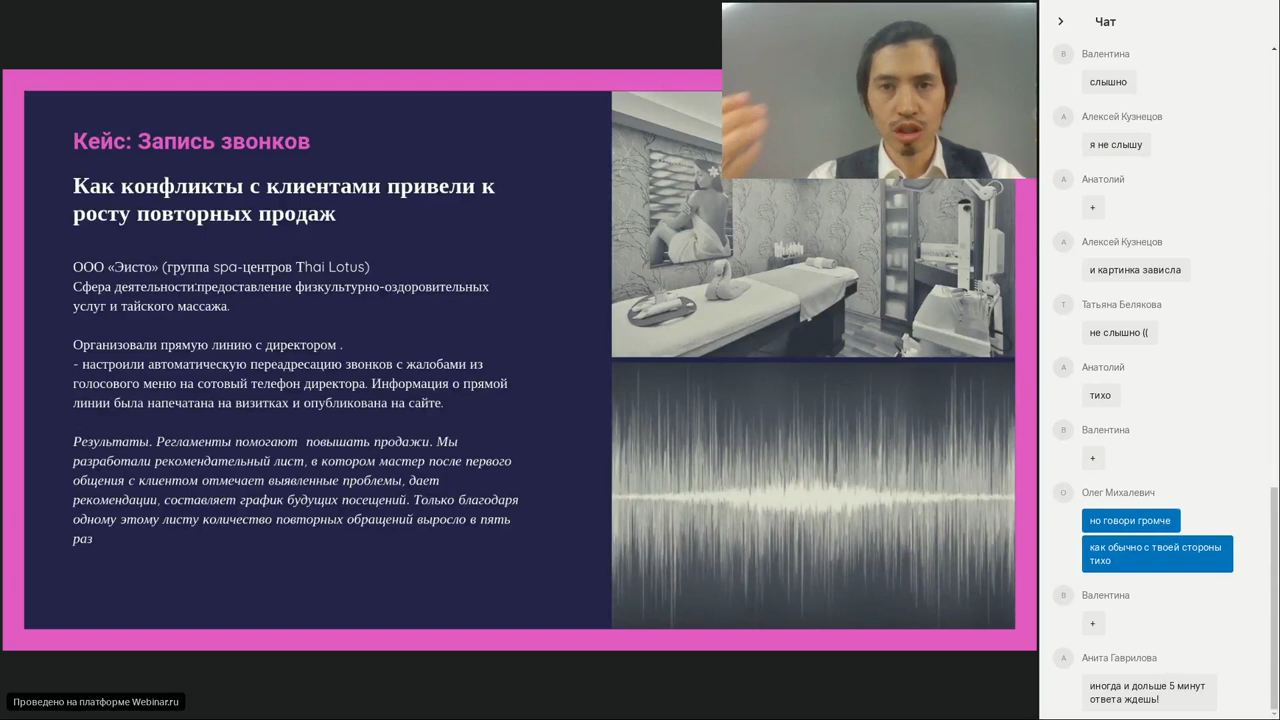 Кейс: Запись звонков
Как конфликты с клиентами привели к
росту повторных продаж
ООО «Эисто» (группа spa-центров Thai Lotus)
Сфера деятельности:предоставление физкультурно-оздоровительных
услуг и тайского массажа.
Организовали прямую линию с директором .
- настроили автоматическую переадресацию звонков с жалобами из
голосового меню на сотовый телефон директора. Информация о прямой
линии была напечатана на визитках и опубликована на сайте.
Результаты. Регламенты помогают повышать продажи. Мы
разработали рекомендательный лист, в котором мастер после первого
общения с клиентом отмечает выявленные проблемы, дает
рекомендации, составляет график будущих посещений. Только благодаря
одному этому листу количество повторных обращений выросло в пять
раз
Проведено на платформе Webinar.ru
Чат
В
Валентина
слышно
А
Алексей Кузнецов
я не слышу
А
Анатолий
+
А
Алексей Кузнецов
и картинка зависла
Т
Татьяна Белякова
не слышно ((
А
Анатолий
тихо
В
Валентина
+
О
Олег Михалевич
но говори громче
как обычно с твоей стороны
тихо
В
Валентина
+
А
Анита Гаврилова
иногда и дольше 5 минут
ответа ждешь!